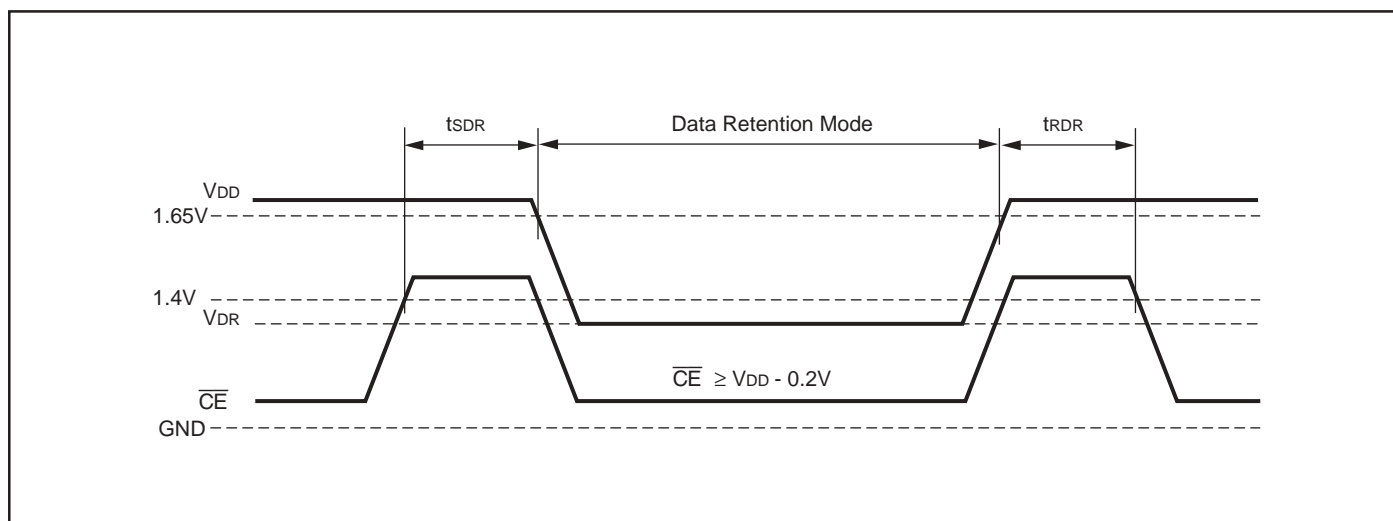 tSDR Data Retention Mode tRDR
VDD
1.65V
1.4V
VDR
CE ≥ VDD - 0.2V
CE
GND